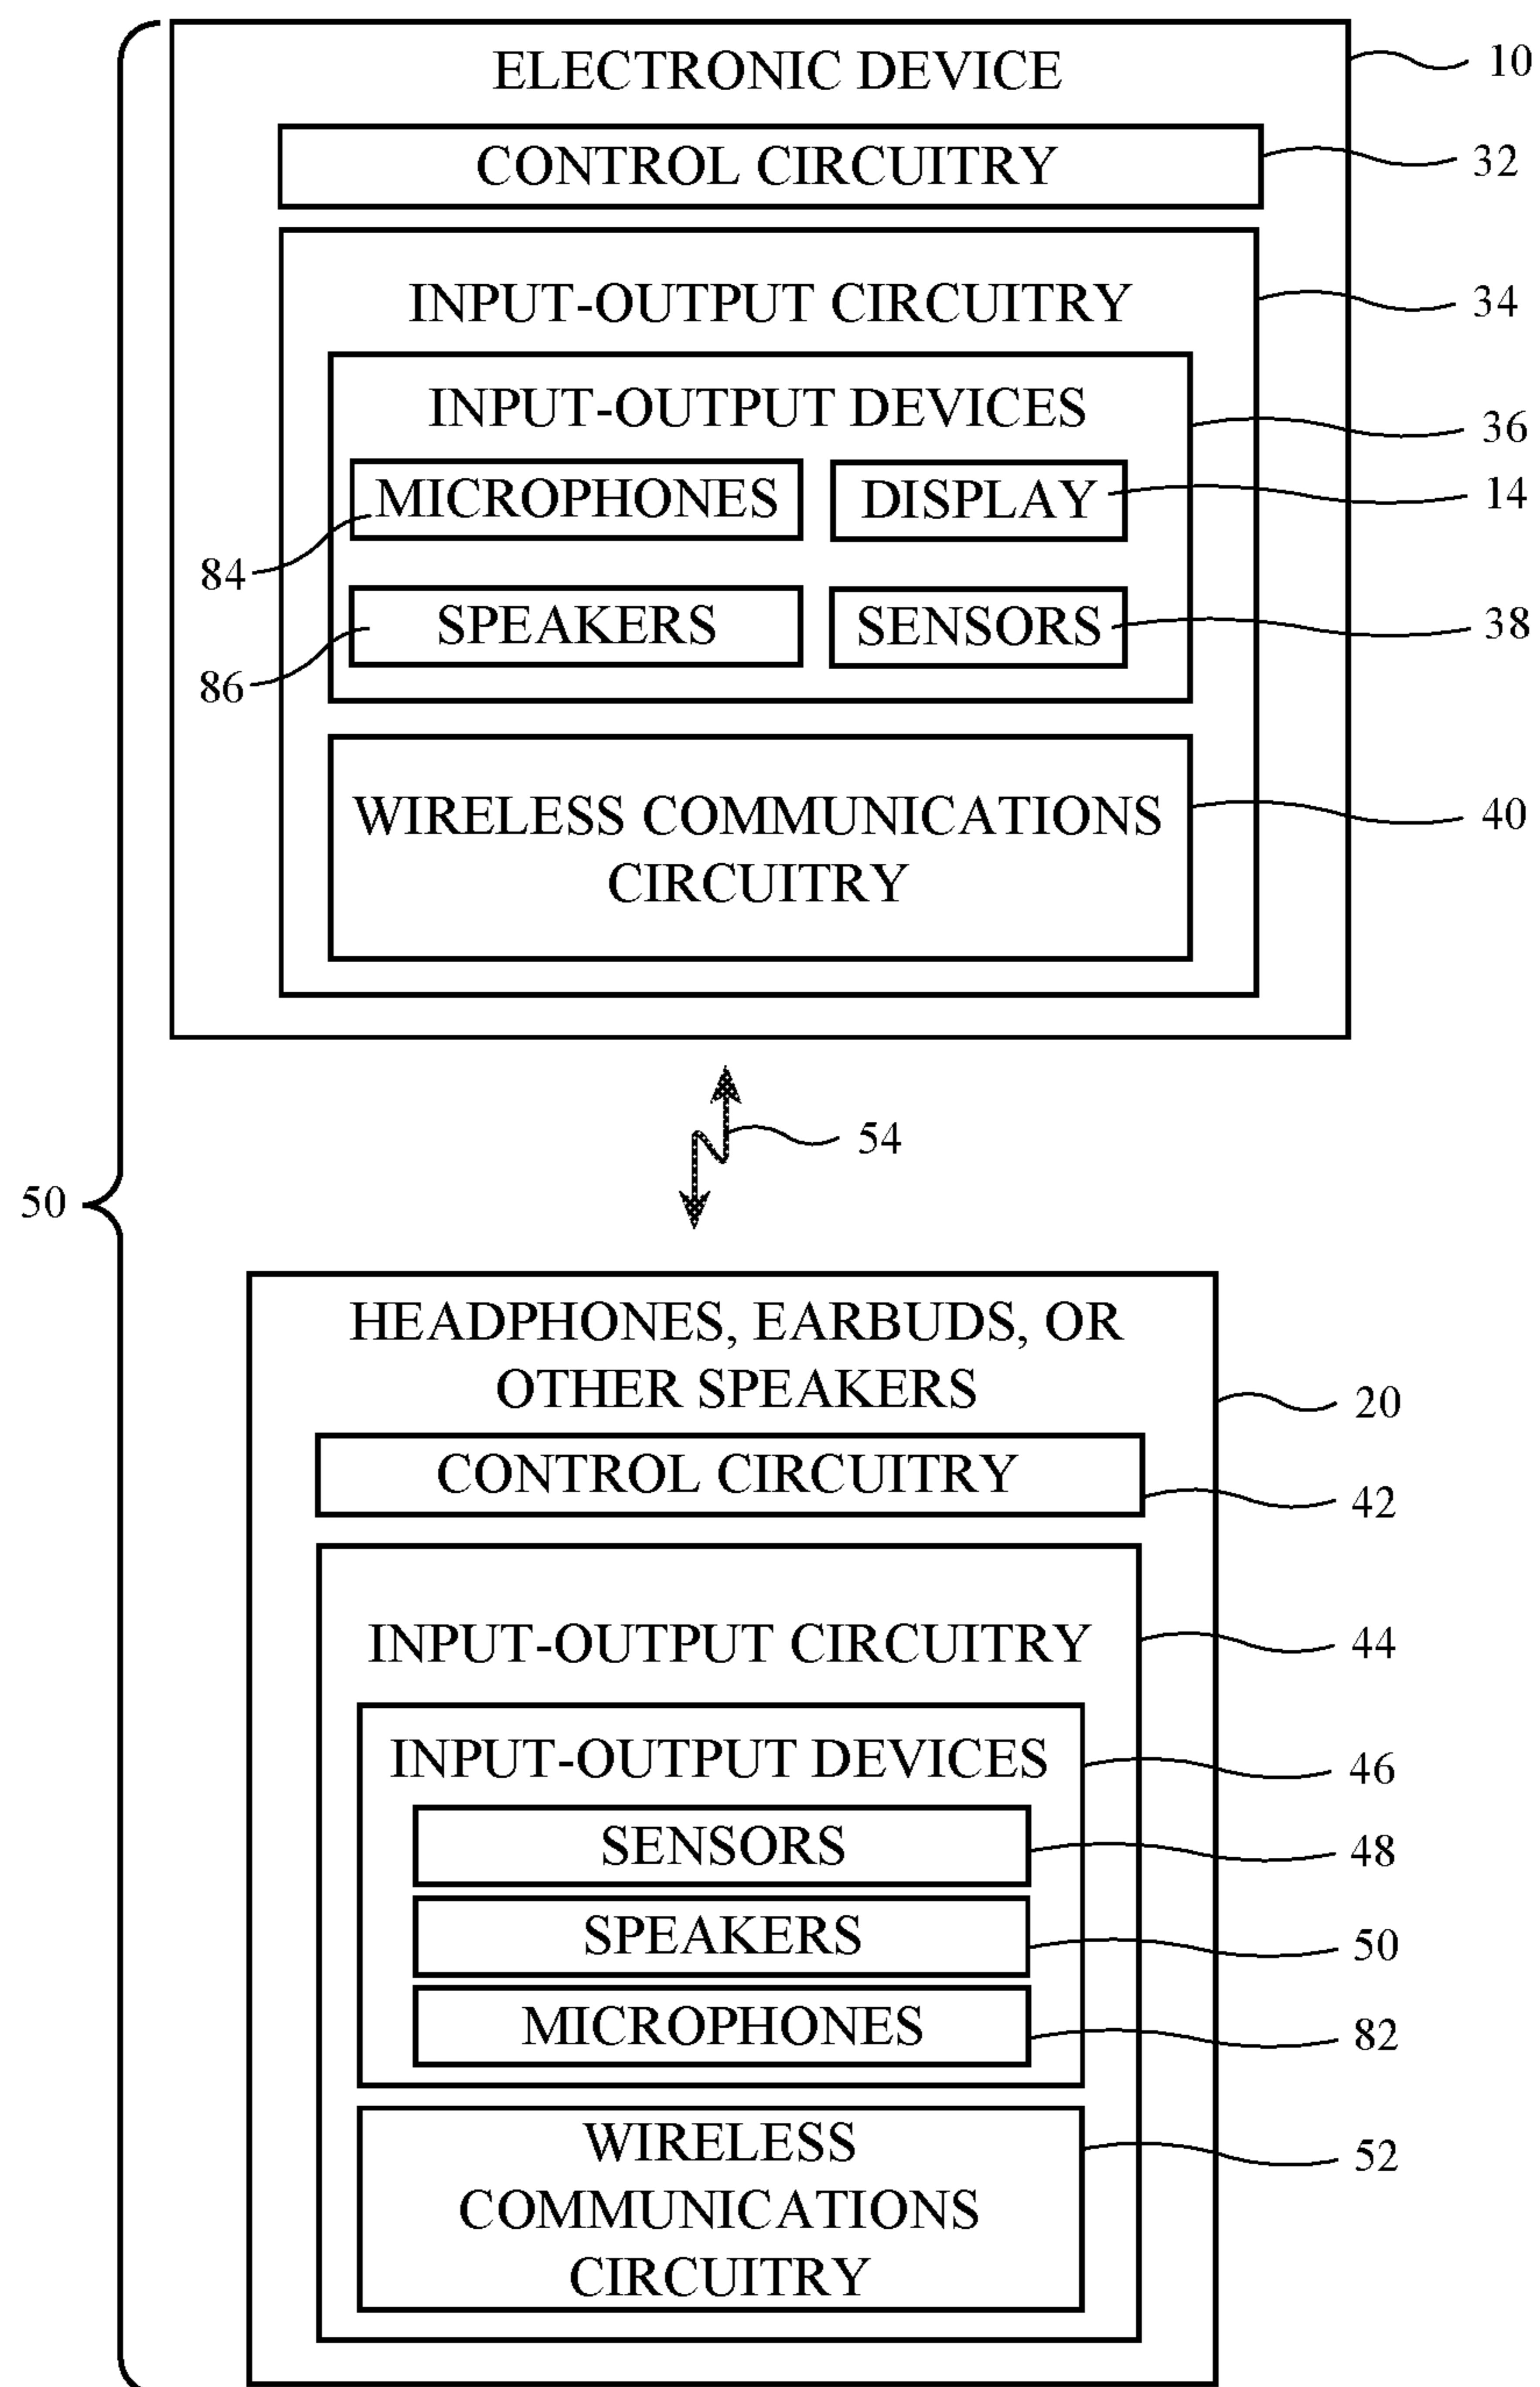 ELECTRONIC DEVICE
10
CONTROL CIRCUITRY
32
INPUT-OUTPUT CIRCUITRY
34
INPUT-OUTPUT DEVICES
36
MICROPHONES
DISPLAY
14
84
SPEAKERS
SENSORS
38
86
WIRELESS COMMUNICATIONS
CIRCUITRY
40
54
50
HEADPHONES, EARBUDS, OR
OTHER SPEAKERS
20
CONTROL CIRCUITRY
42
INPUT-OUTPUT CIRCUITRY
44
INPUT-OUTPUT DEVICES
46
SENSORS
48
SPEAKERS
50
MICROPHONES
82
WIRELESS
COMMUNICATIONS
CIRCUITRY
52